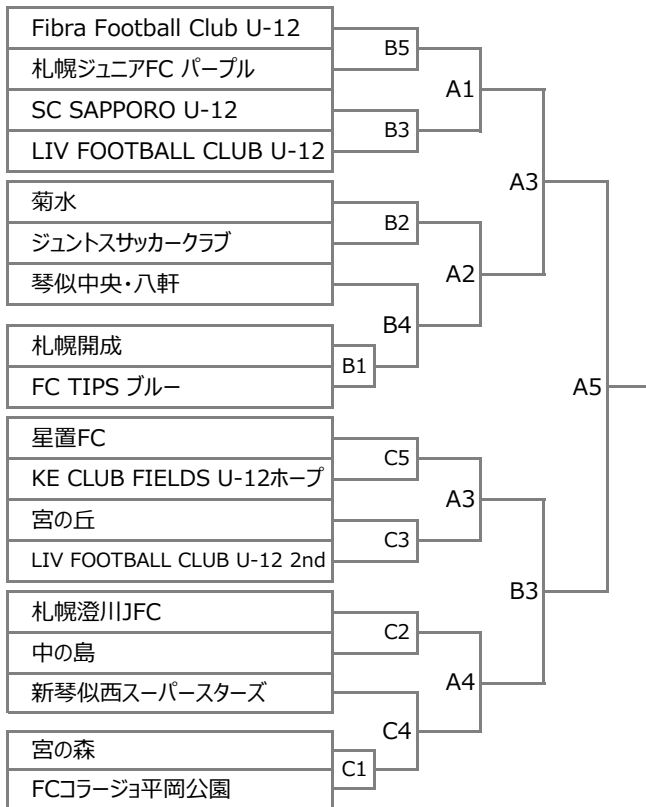 Fibra Football Club U-12
B5
札幌ジュニアFC パープル
A1
SC SAPPORO U-12
B3
LIV FOOTBALL CLUB U-12
A3
菊水
B2
ジュントスサッカークラブ
A2
琴似中央・八軒
B4
札幌開成
B1
FC TIPS ブルー
A5
星置FC
C5
KE CLUB FIELDS U-12ホープ
A3
宮の丘
C3
LIV FOOTBALL CLUB U-12 2nd
B3
札幌澄川JFC
C2
中の島
A4
新琴似西スーパースターズ
C4
宮の森
C1
FCコラージョ平岡公園